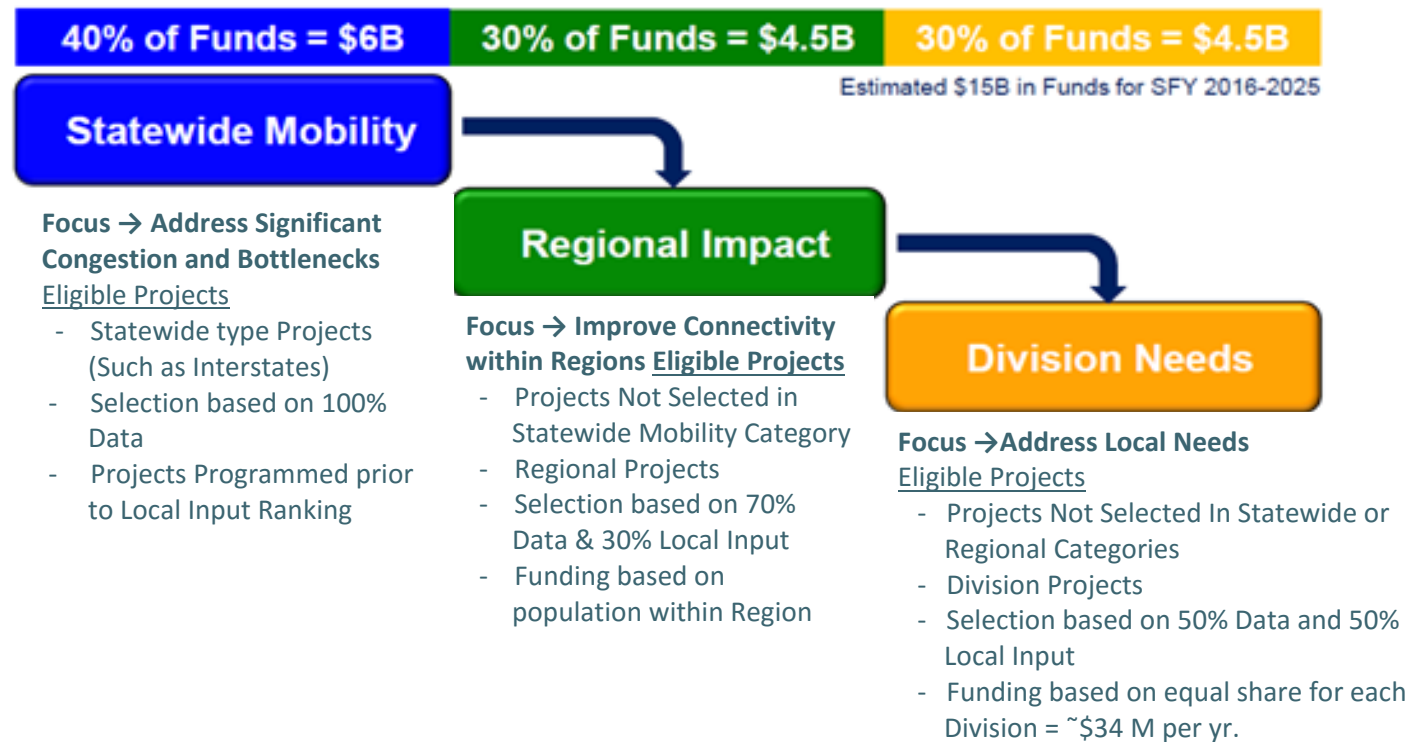 40% of Funds = $6B
30% of Funds = $4.5B
30% of Funds = $4.5B
Estimated $15B in Funds for SFY 2016-2025
Statewide Mobility
Focus → Address Significant
Congestion and Bottlenecks
Eligible Projects
- Statewide type Projects
(Such as Interstates)
- Selection based on 100%
Data
- Projects Programmed prior
to Local Input Ranking
Regional Impact
Focus → Improve Connectivity
within Regions Eligible Projects
- Projects Not Selected in
Statewide Mobility Category
- Regional Projects
- Selection based on 70%
Data & 30% Local Input
- Funding based on
population within Region
Division Needs
Focus →Address Local Needs
Eligible Projects
- Projects Not Selected In Statewide or
Regional Categories
- Division Projects
- Selection based on 50% Data and 50%
Local Input
- Funding based on equal share for each
Division = ~$34 M per yr.